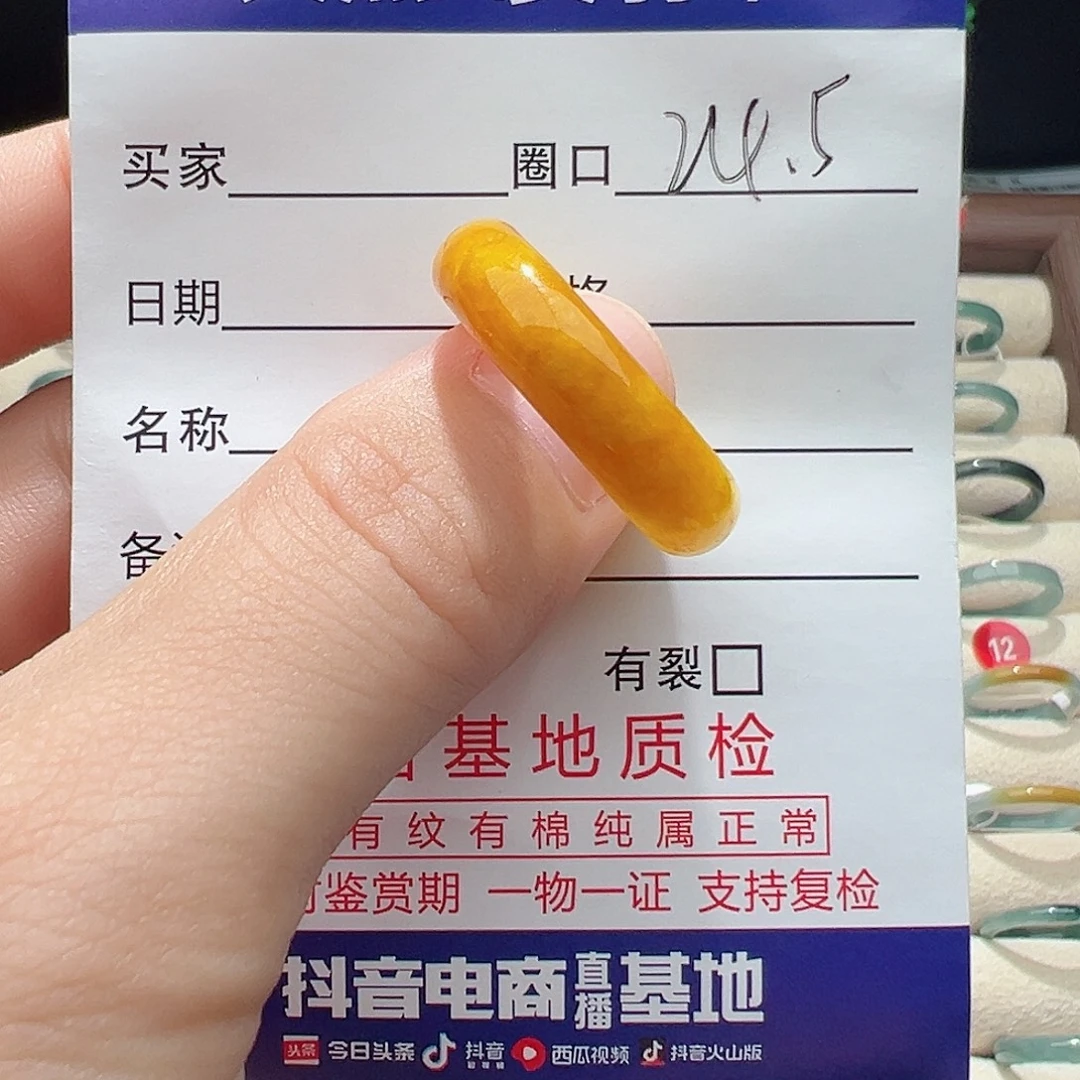 买家 圈口 24.5
日期
名称
备
有裂
基地质检
有纹有棉纯属正常
鉴赏期 一物一证 支持复检
抖音电商直播基地
头条 今日头条 抖音 西瓜视频 抖音火山版
12